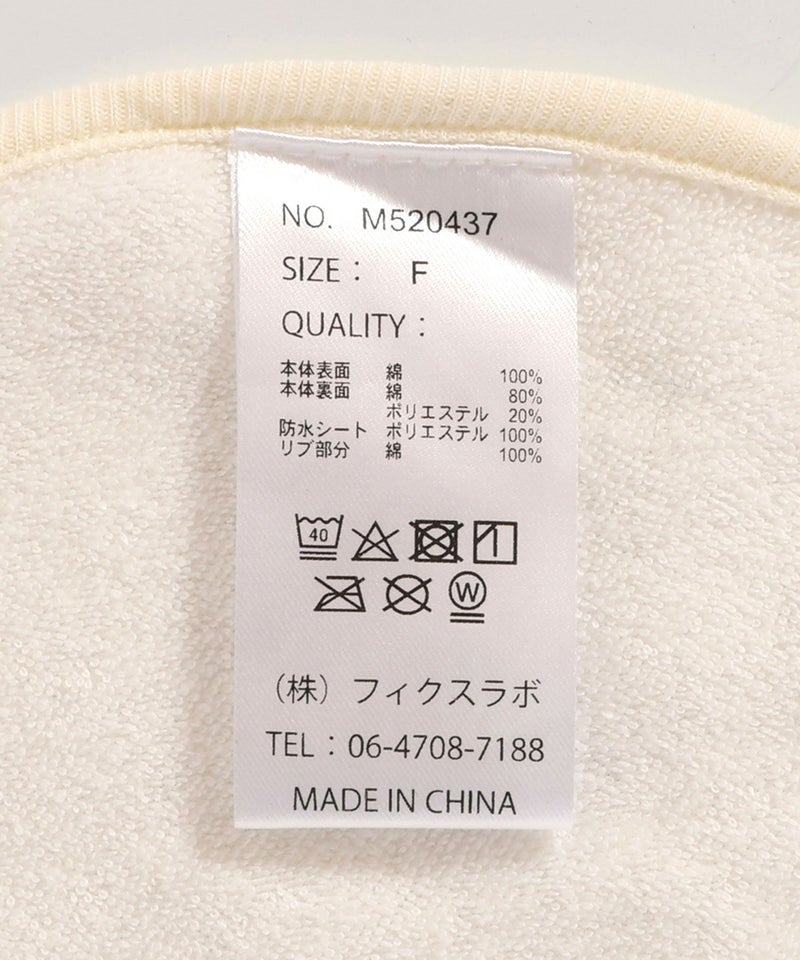 NO. M520437
SIZE： F
QUALITY：
本体表面 綿 100%
本体裏面 綿 80%
ポリエステル 20%
防水シート ポリエステル 100%
リブ部分 綿 100%
40
W
（株）フィクスラボ
TEL：06-4708-7188
MADE IN CHINA